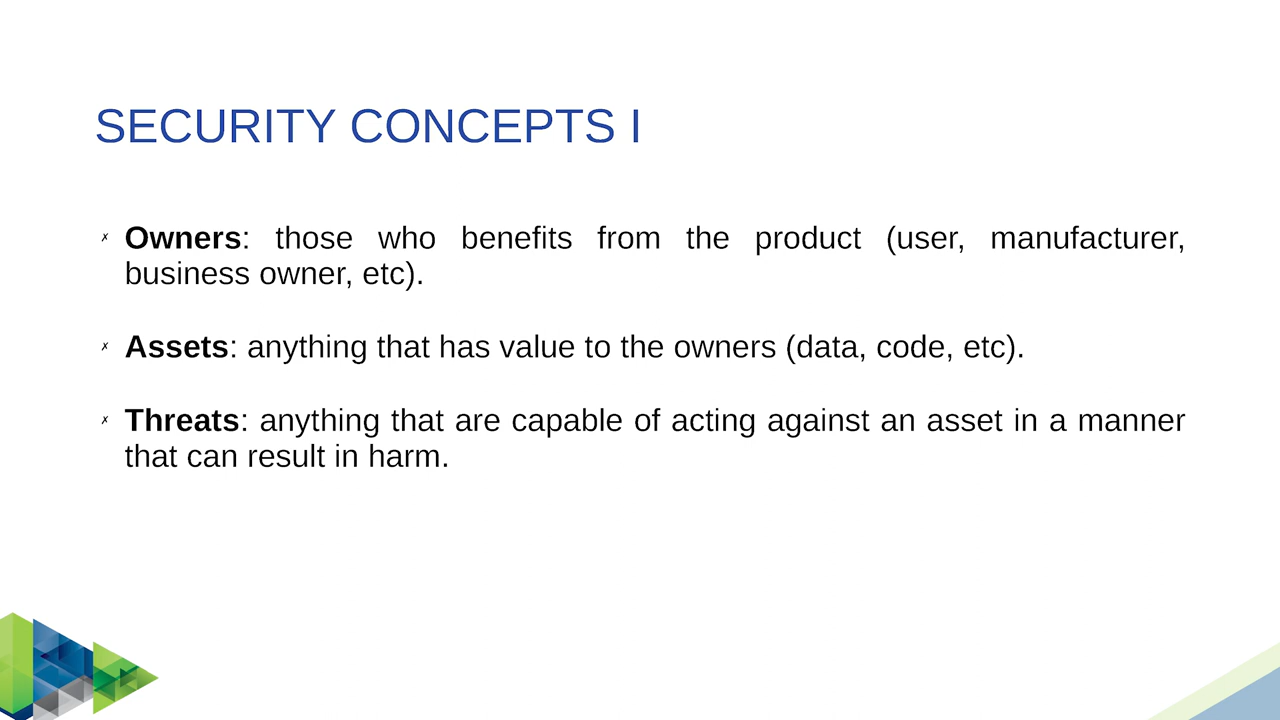 SECURITY CONCEPTS I
✗ Owners: those who benefits from the product (user, manufacturer,
business owner, etc).
✗ Assets: anything that has value to the owners (data, code, etc).
✗ Threats: anything that are capable of acting against an asset in a manner
that can result in harm.